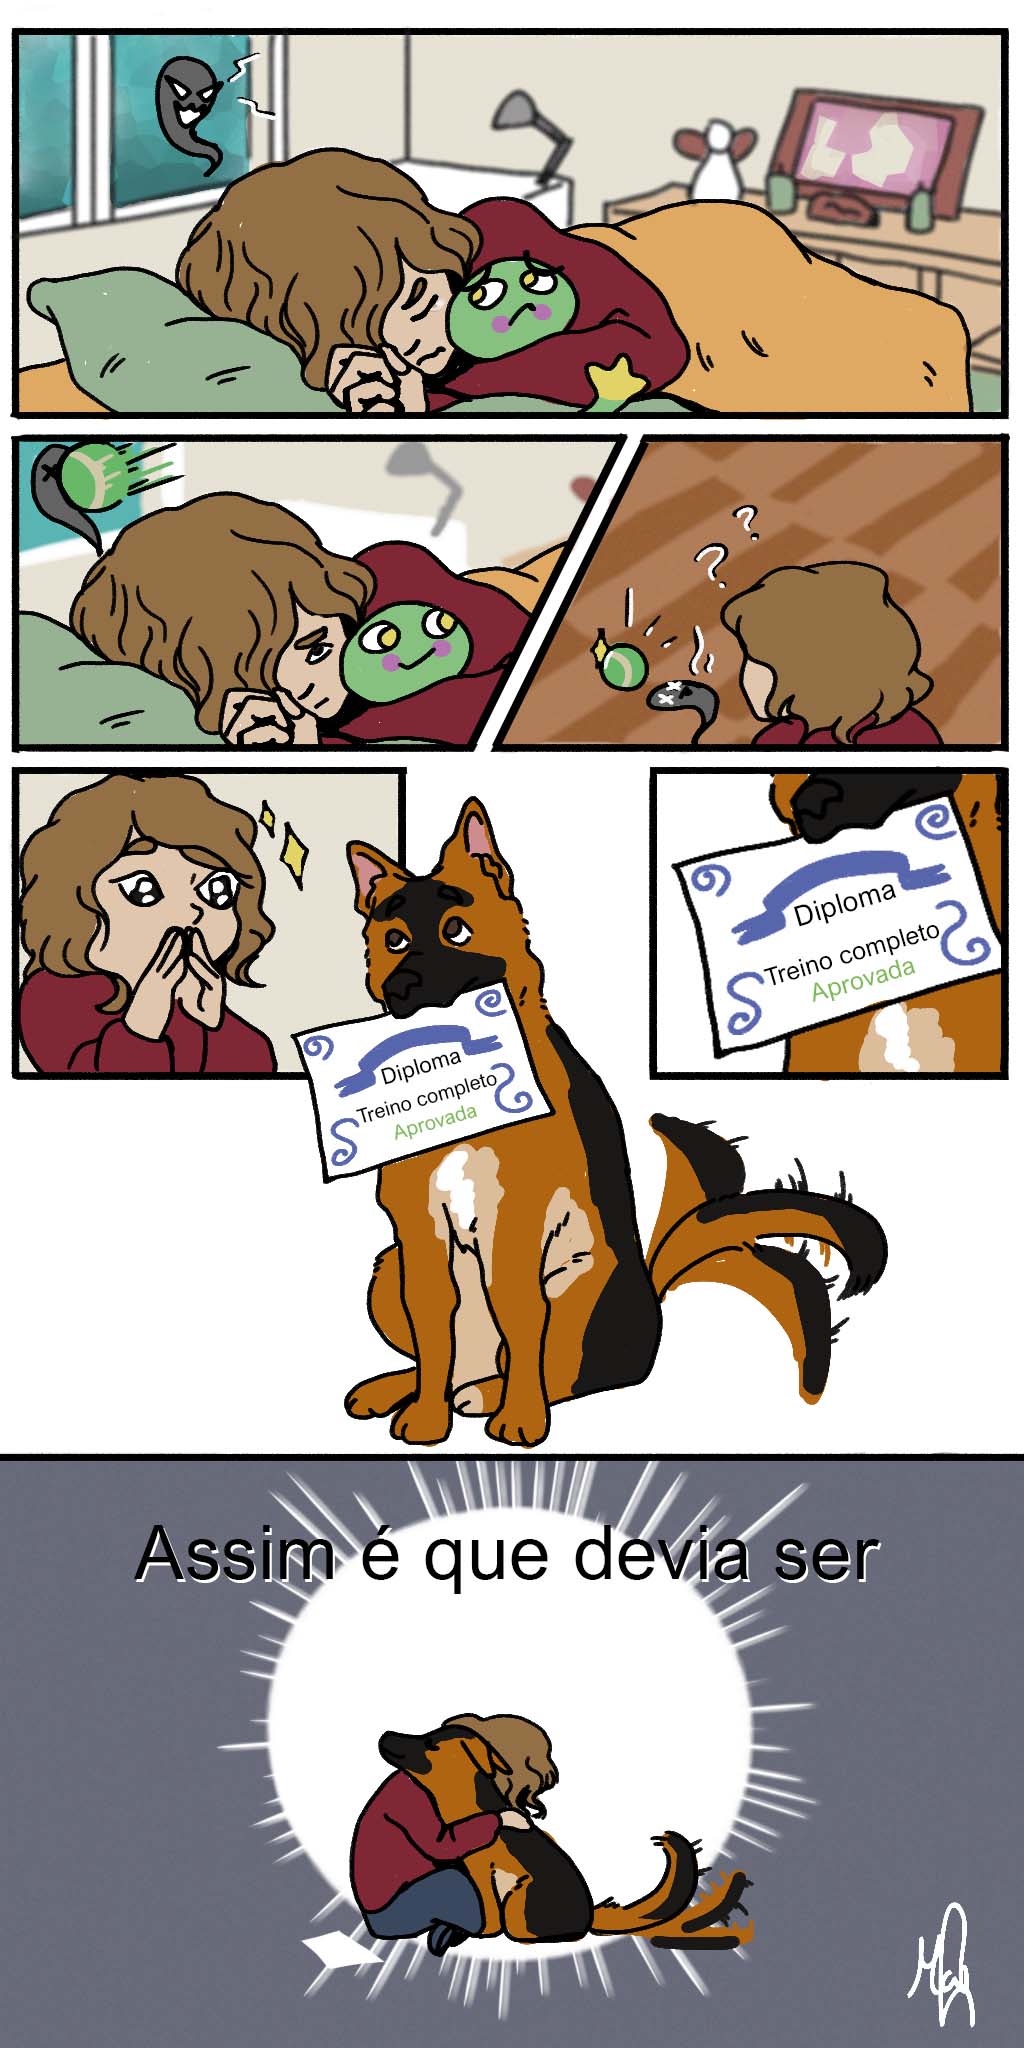 ? ?
Diploma
Treino completo
Aprovada
Diploma
Treino completo
Aprovada
Assim é que devia ser